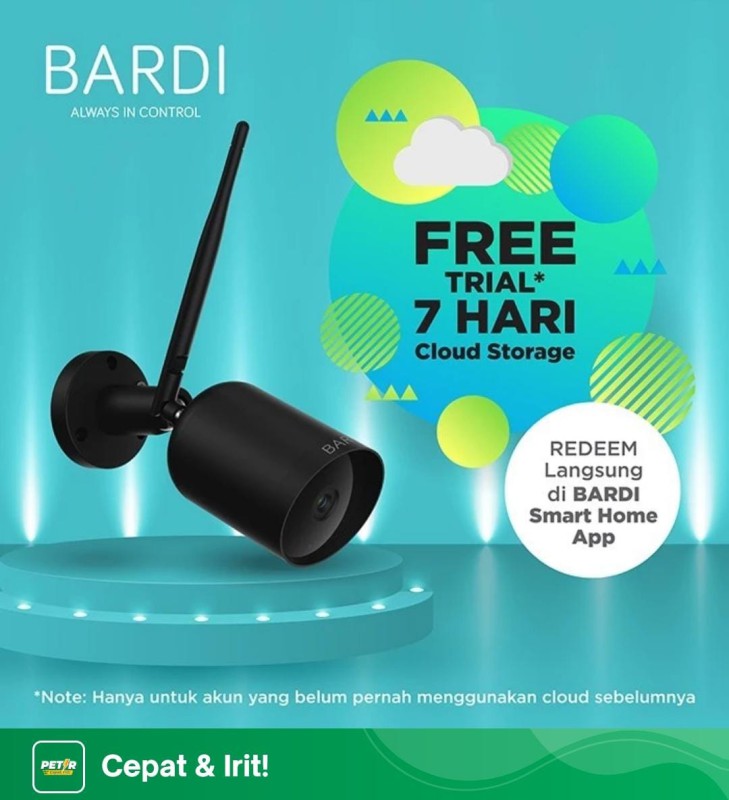 BARDI
ALWAYS IN CONTROL
FREE
TRIAL*
7 HARI
Cloud Storage
BAR
REDEEM
Langsung
di BARDI
Smart Home
App
*Note: Hanya untuk akun yang belum pernah menggunakan cloud sebelumnya
PETIR
Cepat & Irit!